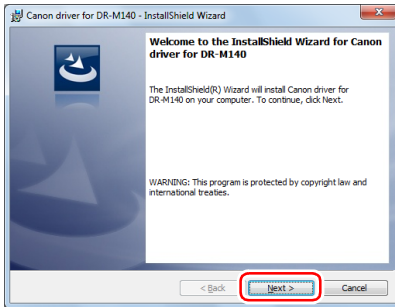 Canon driver for DR-M140 - InstallShield Wizard
Welcome to the InstallShield Wizard for Canon
driver for DR-M140
The InstallShield(R) Wizard will install Canon driver for
DR-M140 on your computer. To continue, click Next.
WARNING: This program is protected by copyright law and
international treaties.
< Back Next > Cancel